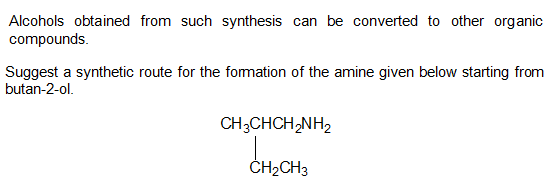 Alcohols obtained from such synthesis can be converted to other organic
compounds.
Suggest a synthetic route for the formation of the amine given below starting from
butan-2-ol.
CH₃CHCH₂NH₂
CH₂CH₃